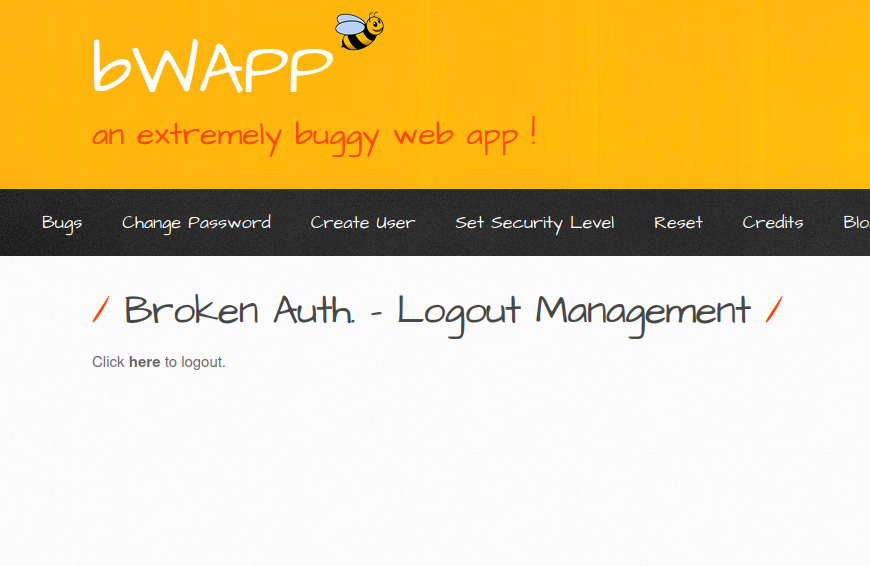 bWAPP
an extremely buggy web app !
Bugs Change Password Create User Set Security Level Reset Credits Blo
/ Broken Auth. - Logout Management /
Click here to logout.